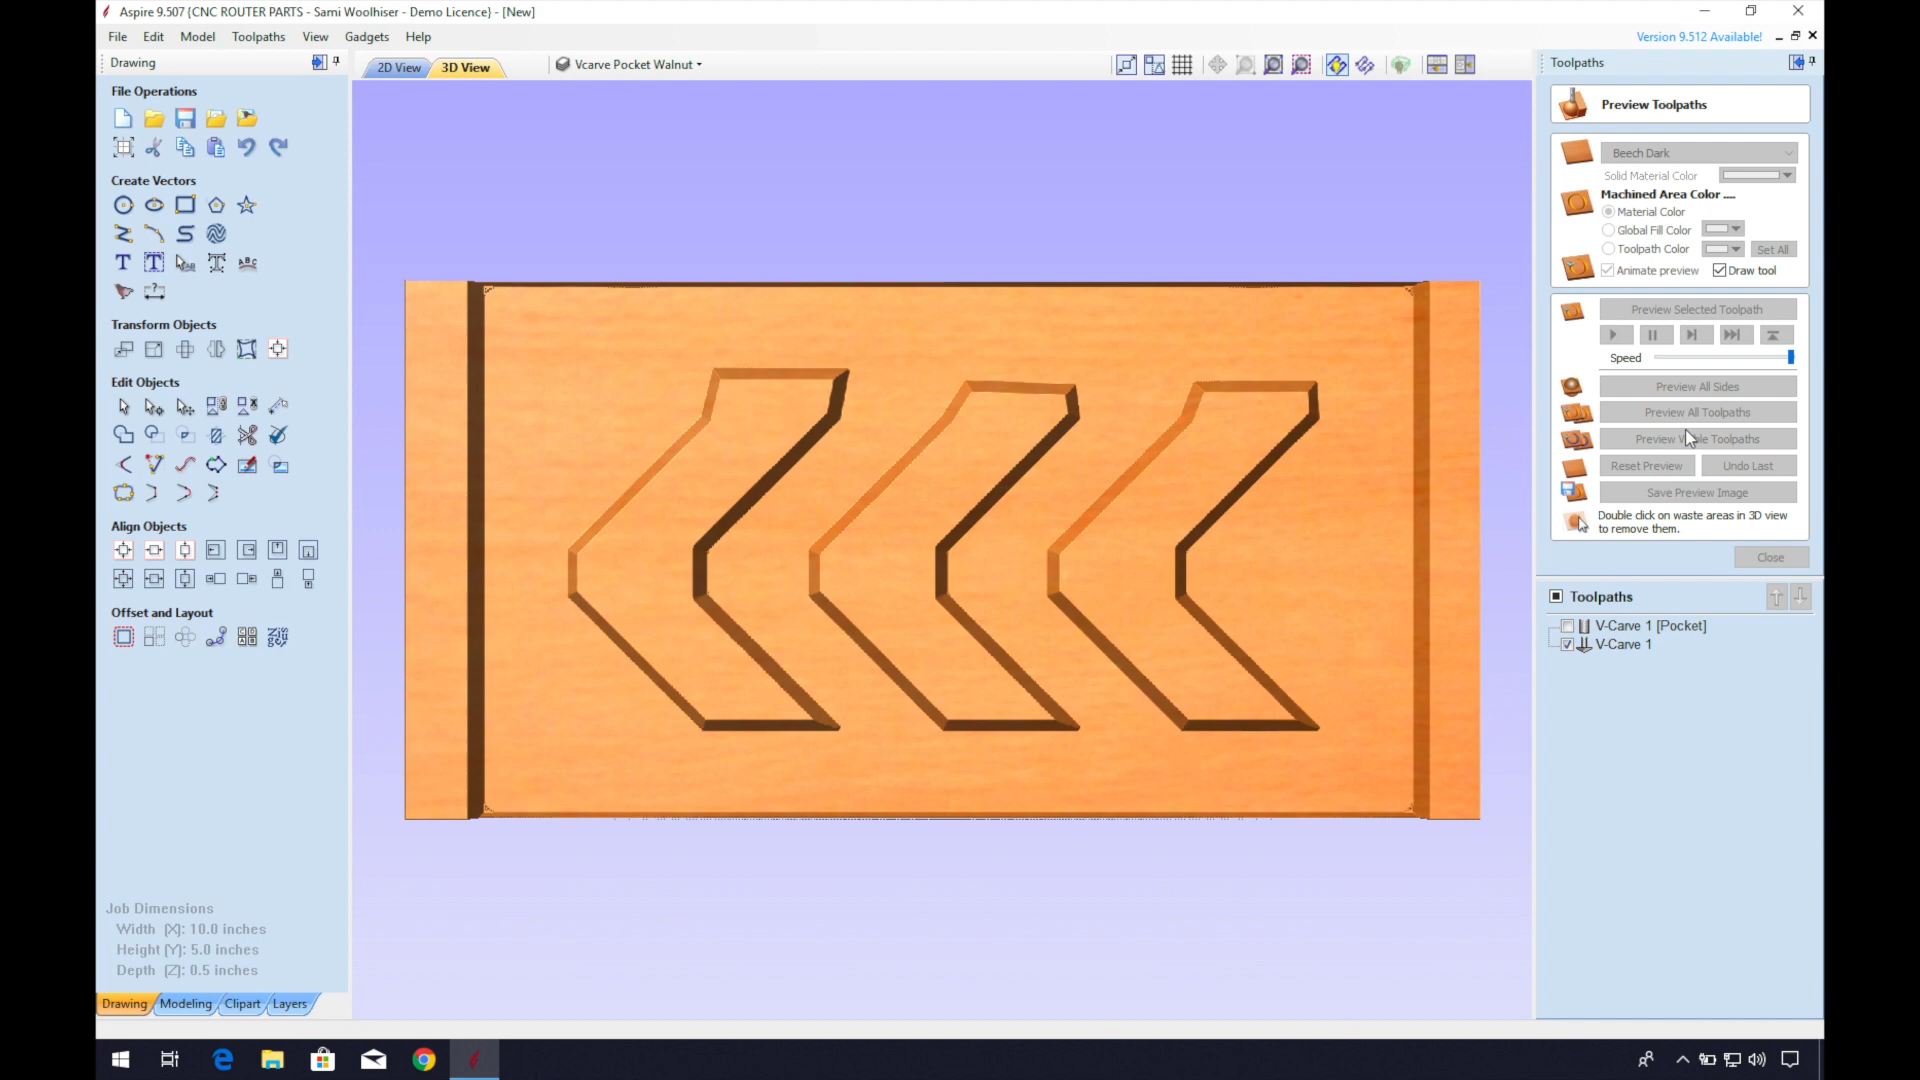 Aspire 9.507 {CNC ROUTER PARTS - Sami Woolhiser - Demo Licence} - [New]
File Edit Model Toolpaths View Gadgets Help
Version 9.512 Available!
Drawing
2D View
3D View
Vcarve Pocket Walnut
Toolpaths
File Operations
Create Vectors
Transform Objects
Edit Objects
Align Objects
Offset and Layout
Job Dimensions
Width (X): 10.0 inches
Height (Y): 5.0 inches
Depth (Z): 0.5 inches
Drawing Modeling Clipart Layers
Preview Toolpaths
Beech Dark
Solid Material Color
Machined Area Color ....
Material Color
Global Fill Color
Toolpath Color
Set All
Animate preview
Draw tool
Preview Selected Toolpath
Speed
Preview All Sides
Preview All Toolpaths
Toolpaths
Reset Preview
Undo Last
Save Preview Image
Double click on waste areas in 3D view
to remove them.
Close
Toolpaths
V-Carve 1 [Pocket]
V-Carve 1